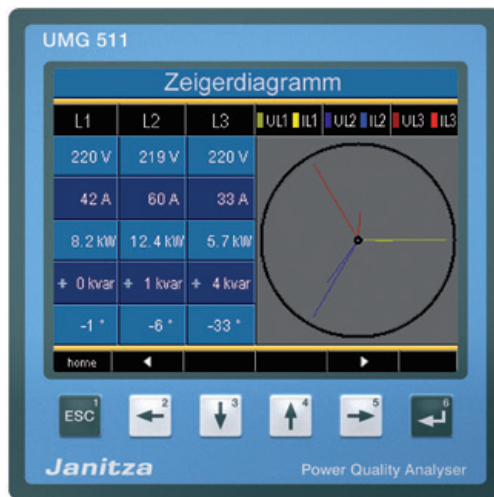 UMG 511
Zeigerdiagramm
L1 L2 L3 UL1 IL1 UL2 IL2 UL3 IL3
220 V 219 V 220 V
42 A 60 A 33 A
8.2 kW 12.4 kW 5.7 kW
+ 0 kvar + 1 kvar + 4 kvar
-1 ° -6 ° -33 °
home
ESC 1 2 3 4 5 6
Janitza Power Quality Analyser